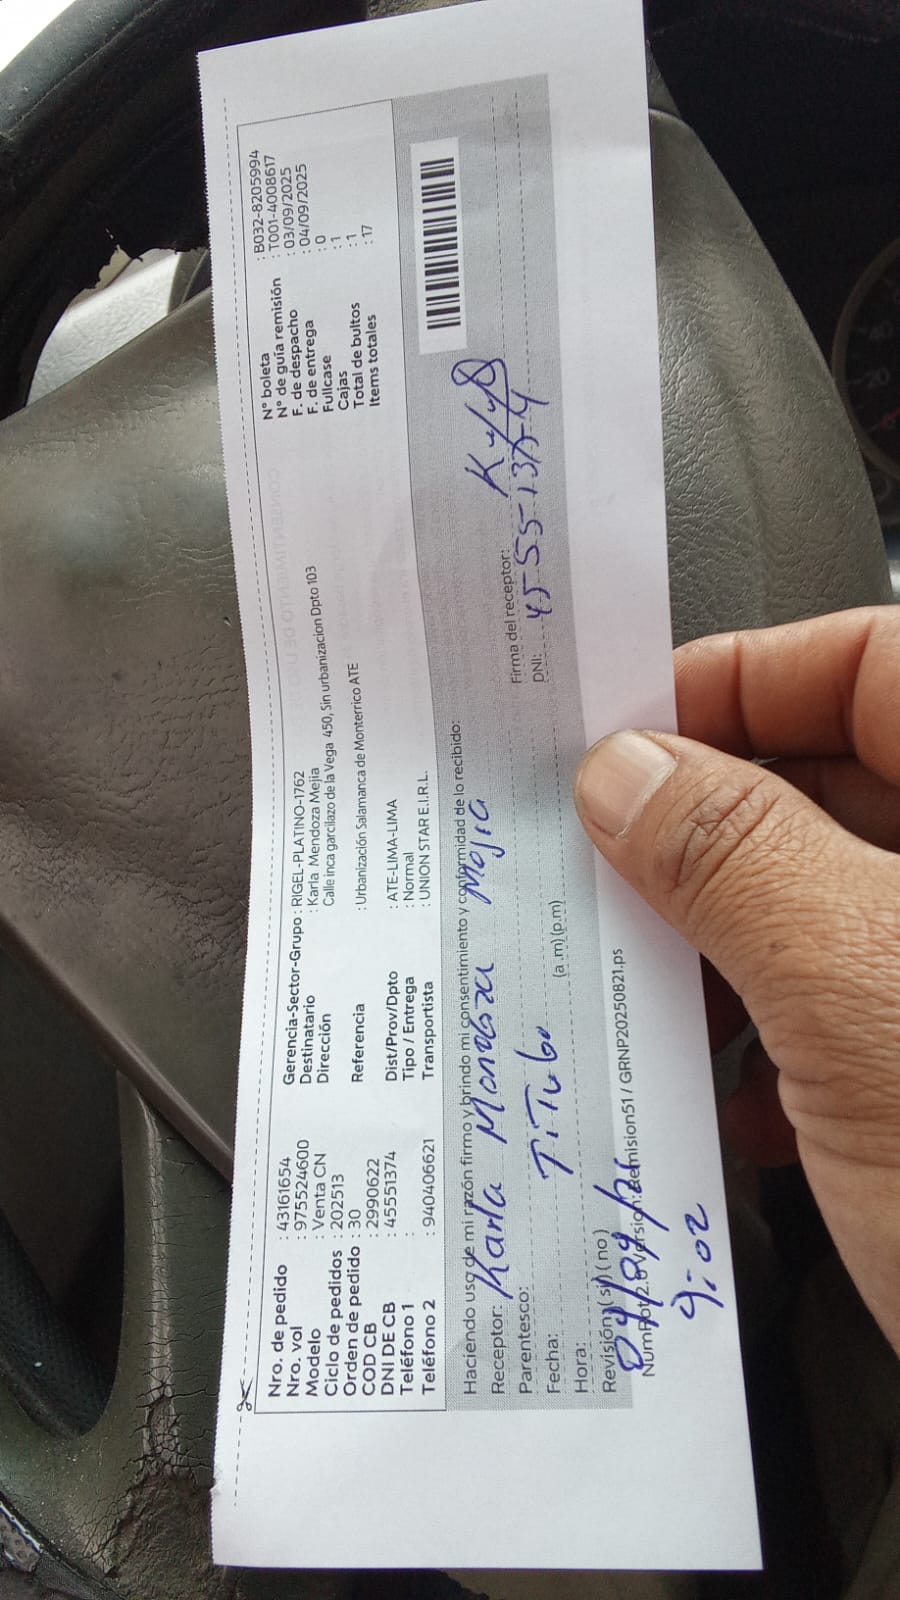 Nro. de pedido : 43161654
Nro. vol : 975524600
Modelo : Venta CN
Ciclo de pedidos : 202513
Orden de pedido : 30
COD CB : 2990622
DNI DE CB : 45551374
Teléfono 1 :
Teléfono 2 : 940406621
Gerencia-Sector-Grupo : RIGEL-PLATINO-1762
Destinatario : Karla Mendoza Mejia
Dirección Calle inca garcilazo de la Vega 450, Sin urbanizacion Dpto 103
Referencia : Urbanización Salamanca de Monterrico ATE
Dist/Prov/Dpto : ATE-LIMA-LIMA
Tipo / Entrega : Normal
Transportista : UNION STAR E.I.R.L.
N° boleta : B032-8205994
N° de guía remisión : T001-4008617
F. de despacho : 03/09/2025
F. de entrega : 04/09/2025
Fullcase : 0
Cajas : 1
Total de bultos : 1
Items totales : 17
Haciendo uso de mi razón firmo y brindo mi consentimiento y conformidad de lo recibido:
Receptor: Karla Mendoza Mejia
Firma del receptor:
Parentesco: TiTular
DNI: 45551374
Fecha:
Hora: (a .m) (p.m)
Revisión ( si ) ( no )
NumPot 2.0 Version: Remision51 / GRNP20250821.ps
9:02